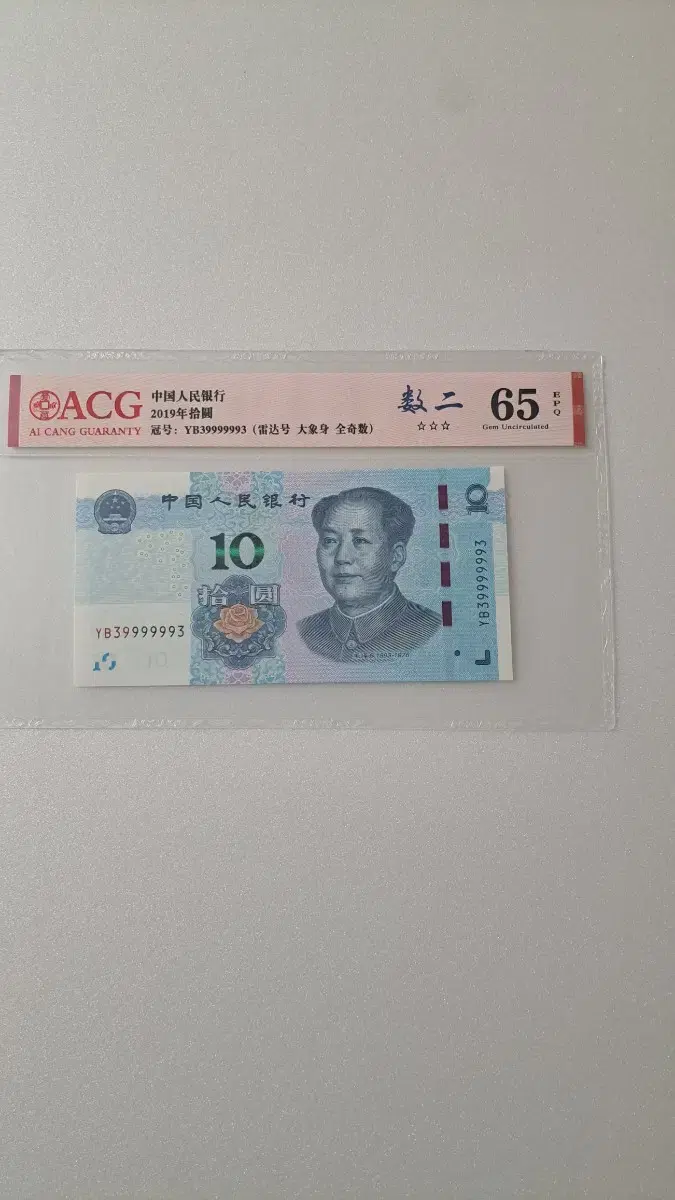 ACG
AI CANG GUARANTY
中国人民银行
2019年拾圆
冠号：YB39999993（雷达号 大象身 全奇数）
数二
☆☆☆
65
EPQ
Gem Uncirculated
中国人民银行
10
10
拾圆
YB39999993
YB39999993
10